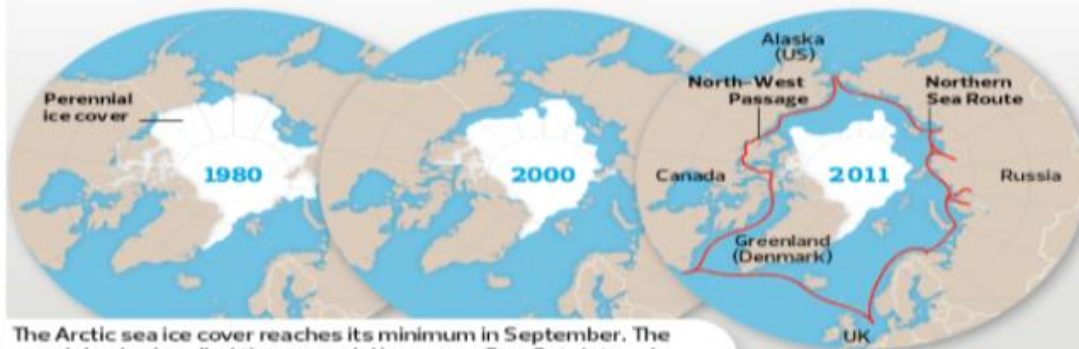 Perennial
ice cover
1980
2000
Alaska
(US)
North-West
Passage
Northern
Sea Route
Canada
2011
Russia
Greenland
(Denmark)
UK
The Arctic sea ice cover reaches its minimum in September. The